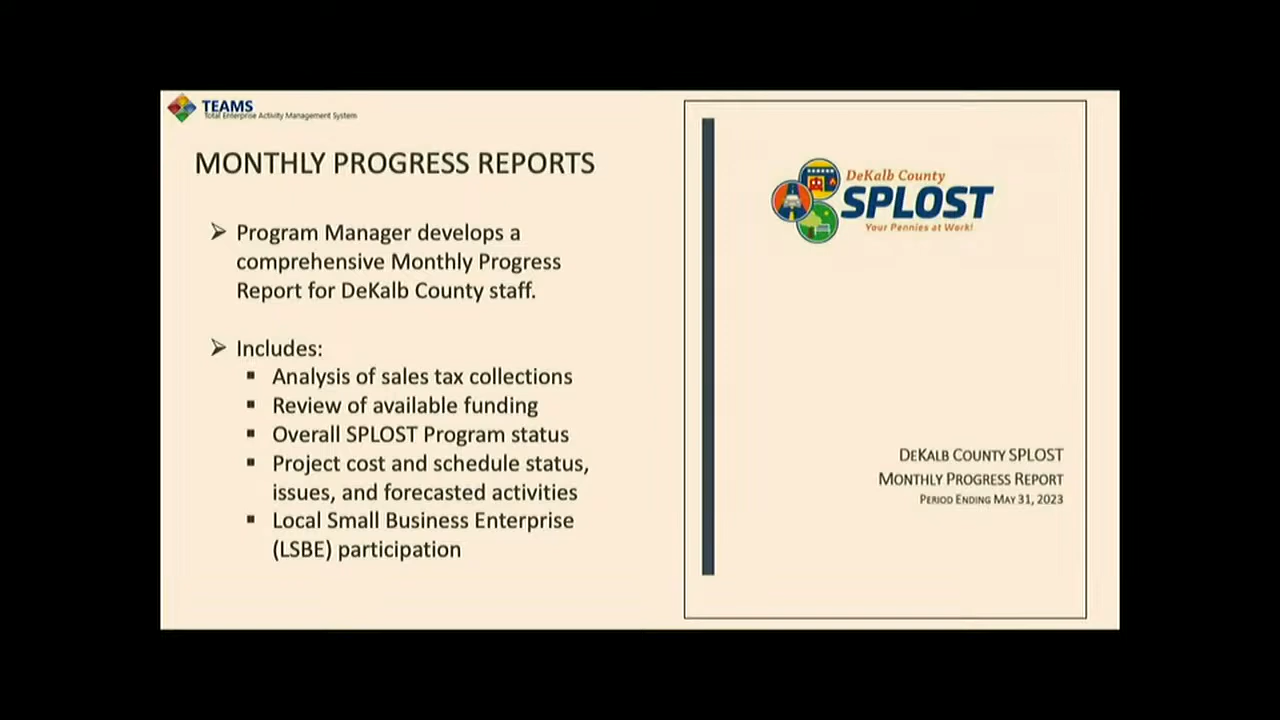 TEAMS
Total Enterprise Activity Management System
MONTHLY PROGRESS REPORTS
Program Manager develops a
comprehensive Monthly Progress
Report for DeKalb County staff.
Includes:
Analysis of sales tax collections
Review of available funding
Overall SPLOST Program status
Project cost and schedule status,
issues, and forecasted activities
Local Small Business Enterprise
(LSBE) participation
DeKalb County
SPLOST
Your Pennies at Work!
DEKALB COUNTY SPLOST
MONTHLY PROGRESS REPORT
PERIOD ENDING MAY 31, 2023